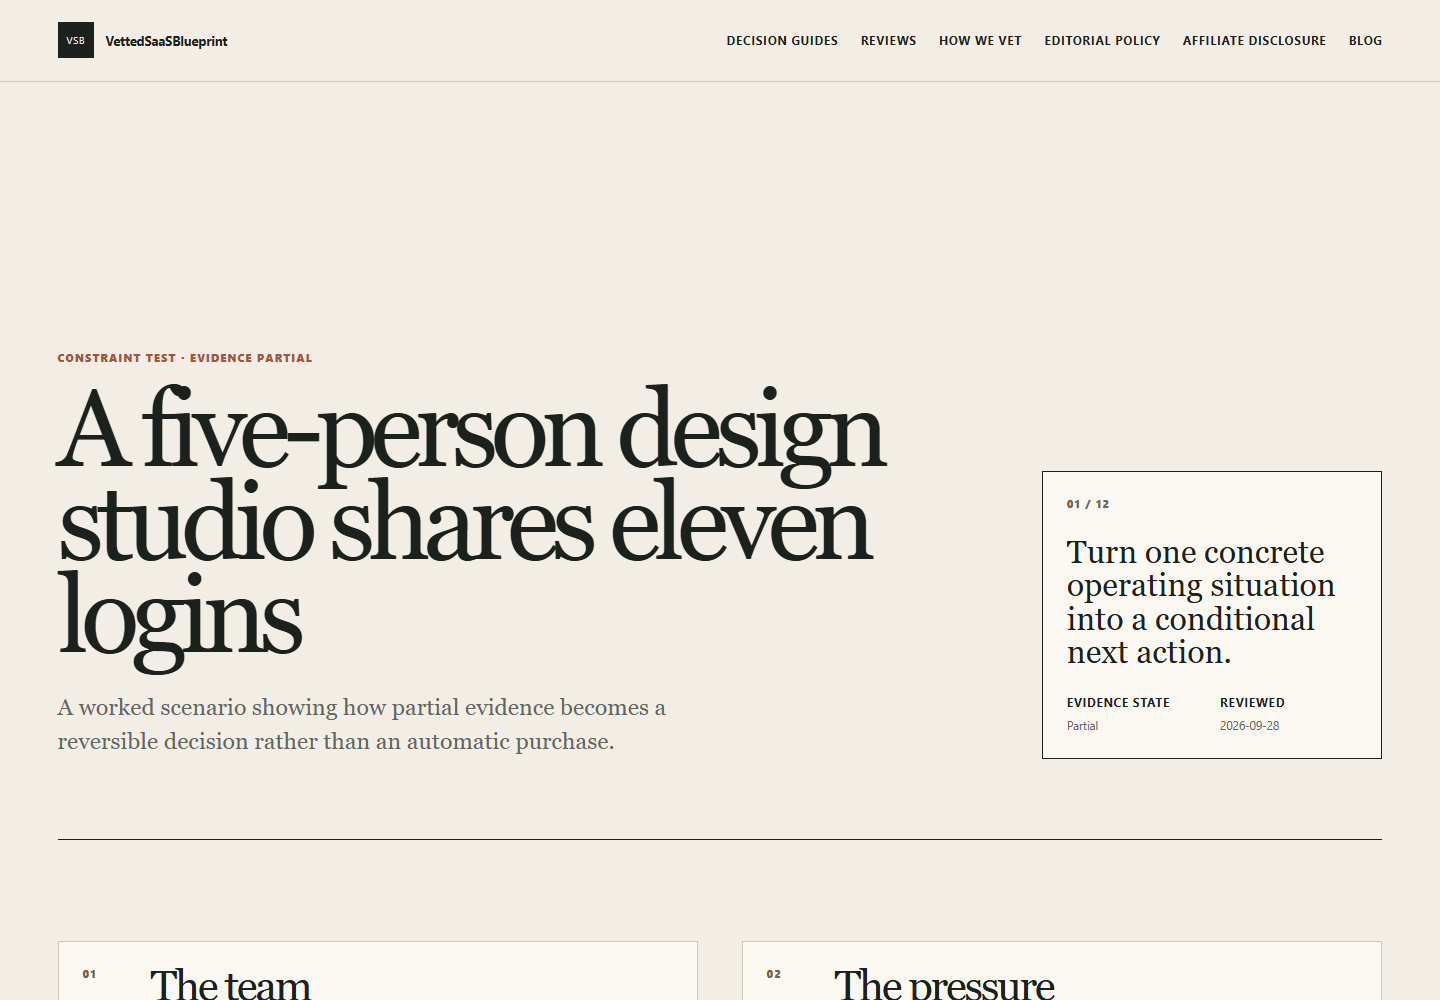 VSB
VettedSaaSBlueprint
DECISION GUIDES REVIEWS HOW WE VET EDITORIAL POLICY AFFILIATE DISCLOSURE BLOG
CONSTRAINT TEST · EVIDENCE PARTIAL
A five-person design
studio shares eleven
logins
A worked scenario showing how partial evidence becomes a
reversible decision rather than an automatic purchase.
01 / 12
Turn one concrete
operating situation
into a conditional
next action.
EVIDENCE STATE REVIEWED
Partial 2026-09-28
01 The team
02 The pressure